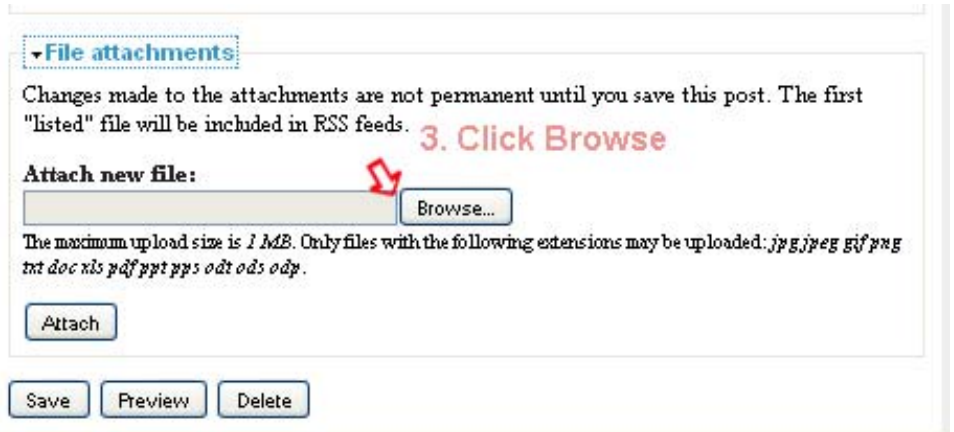 File attachments
Changes made to the attachments are not permanent until you save this post. The first
"listed" file will be included in RSS feeds.
3. Click Browse
Attach new file:
Browse...
The maximum upload size is 1 MB. Only files with the following extensions may be uploaded: jpg jpeg gif png
txt doc xls pdf ppt pps odt ods odp.
Attach
Save Preview Delete